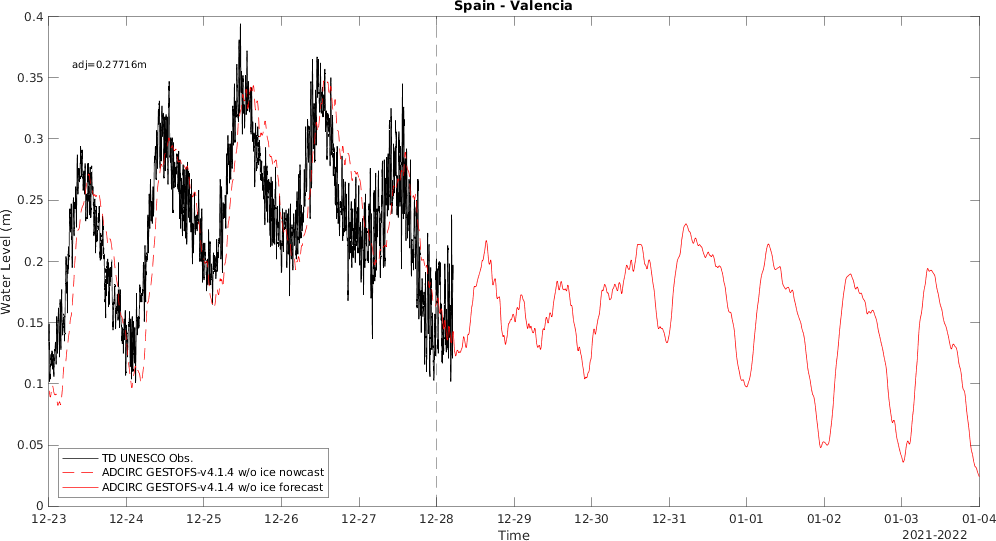 Spain - Valencia
adj=0.27716m
Water Level (m)
0.4
0.35
0.3
0.25
0.2
0.15
0.1
0.05
0
TD UNESCO Obs.
ADCIRC GESTOFS-v4.1.4 w/o ice nowcast
ADCIRC GESTOFS-v4.1.4 w/o ice forecast
12-23 12-24 12-25 12-26 12-27 12-28 12-29 12-30 12-31 01-01 01-02 01-03 01-04
Time
2021-2022